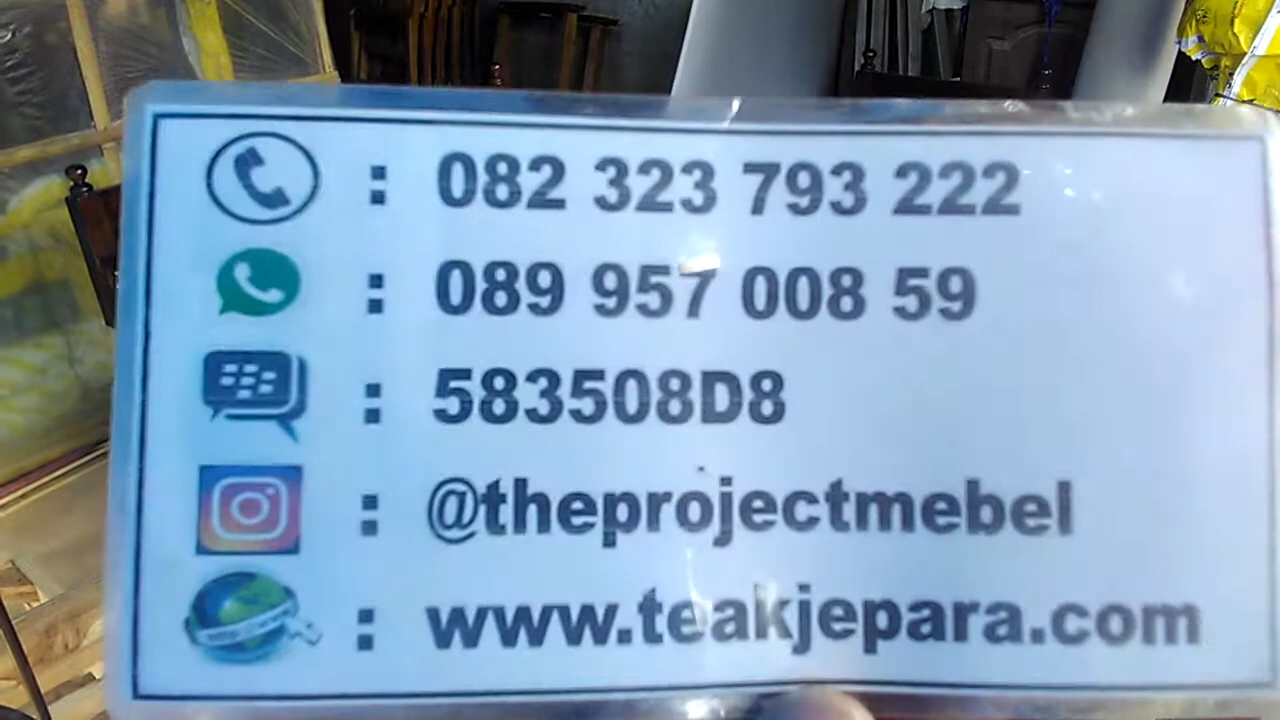 : 082 323 793 222
: 089 957 008 59
: 583508D8
: @theprojectmebel
: www.teakjepara.com